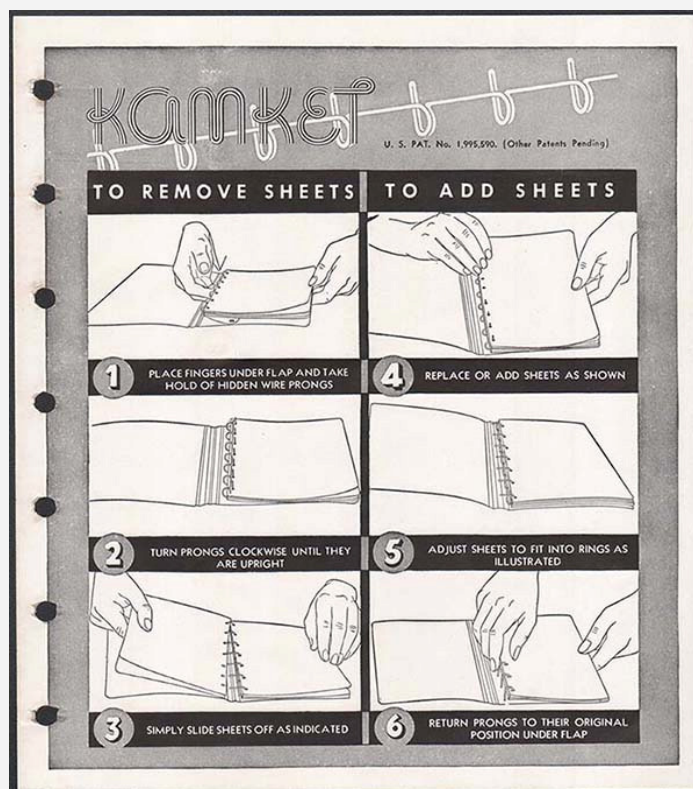 KAMKET
U. S. PAT. No. 1,995,590. (Other Patents Pending)
TO REMOVE SHEETS
1
PLACE FINGERS UNDER FLAP AND TAKE
HOLD OF HIDDEN WIRE PRONGS
2
TURN PRONGS CLOCKWISE UNTIL THEY
ARE UPRIGHT
3
SIMPLY SLIDE SHEETS OFF AS INDICATED
TO ADD SHEETS
4
REPLACE OR ADD SHEETS AS SHOWN
5
ADJUST SHEETS TO FIT INTO RINGS AS
ILLUSTRATED
6
RETURN PRONGS TO THEIR ORIGINAL
POSITION UNDER FLAP